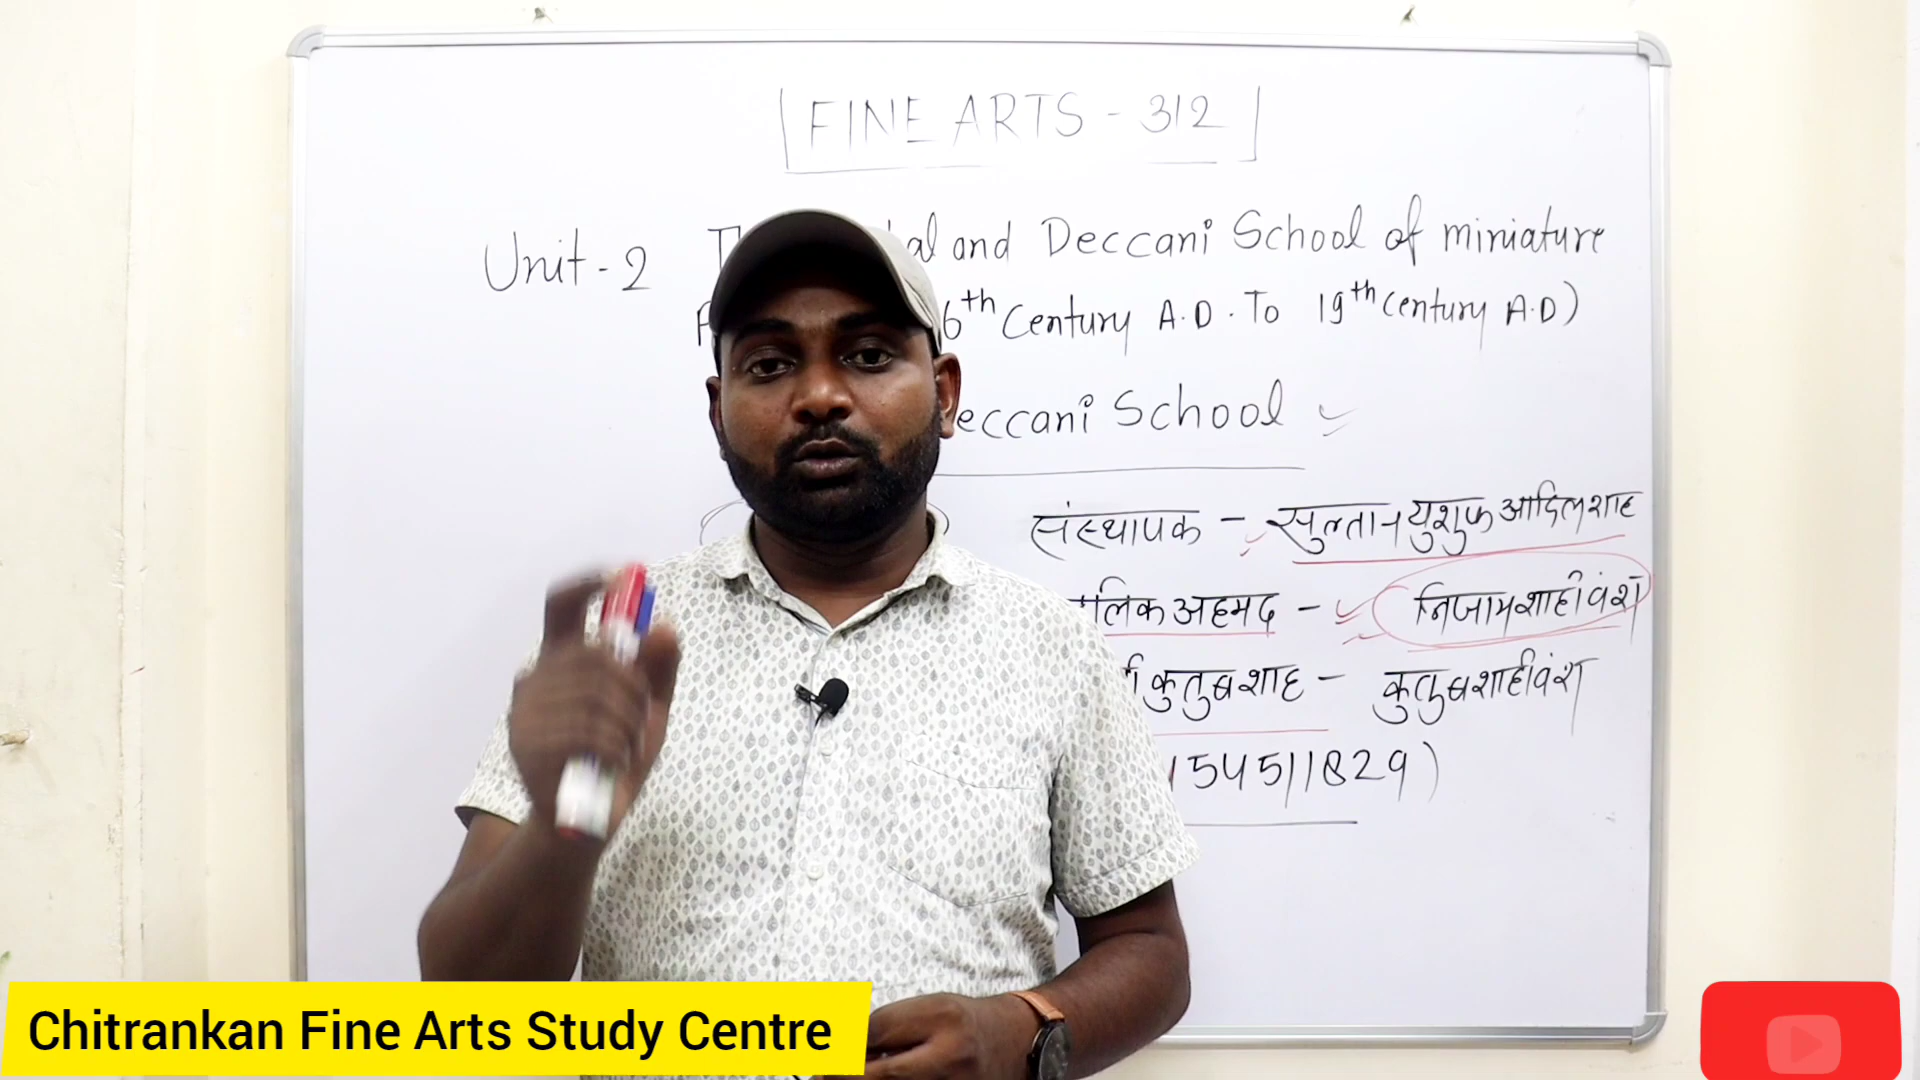 FINE ARTS - 312
Unit-2 and Deccani School of miniature
6th Century A.D. To 19th century A.D)
eccani School
संस्थापक - सुल्तान युशुफ आदिलशाह
लिक अहमद - निजामशाही वंश
कुतुबशाह - कुतुबशाही वंश
1545 | 1829)
Chitrankan Fine Arts Study Centre